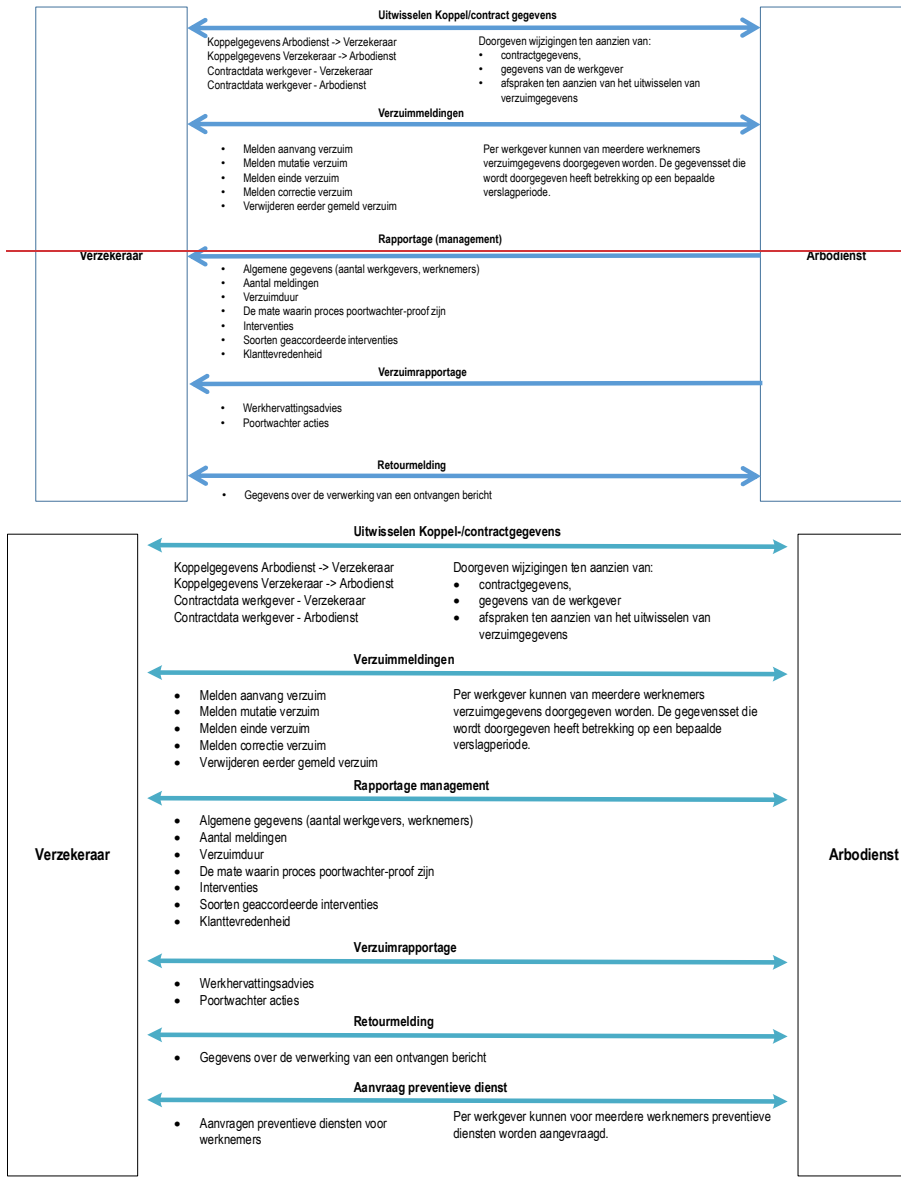 Uitwisselen Koppel/contract gegevens
Koppelgegevens Arbodienst -> Verzekeraar
Koppelgegevens Verzekeraar -> Arbodienst
Contractdata werkgever - Verzekeraar
Contractdata werkgever - Arbodienst
Doorgeven wijzigingen ten aanzien van:
• contractgegevens,
• gegevens van de werkgever
• afspraken ten aanzien van het uitwisselen van
verzuimgegevens
Verzuimmeldingen
• Melden aanvang verzuim
• Melden mutatie verzuim
• Melden einde verzuim
• Melden correctie verzuim
• Verwijderen eerder gemeld verzuim
Per werkgever kunnen van meerdere werknemers
verzuimgegevens doorgegeven worden. De gegevensset die
wordt doorgegeven heeft betrekking op een bepaalde
verslagperiode.
Rapportage (management)
Verzekeraar
Arbodienst
• Algemene gegevens (aantal werkgevers, werknemers)
• Aantal meldingen
• Verzuimduur
• De mate waarin proces poortwachter-proof zijn
• Interventies
• Soorten geaccordeerde interventies
• Klanttevredenheid
Verzuimrapportage
• Werkhervattingsadvies
• Poortwachter acties
Retourmelding
• Gegevens over de verwerking van een ontvangen bericht
Uitwisselen Koppel-/contractgegevens
Koppelgegevens Arbodienst -> Verzekeraar
Koppelgegevens Verzekeraar -> Arbodienst
Contractdata werkgever - Verzekeraar
Contractdata werkgever - Arbodienst
Doorgeven wijzigingen ten aanzien van:
• contractgegevens,
• gegevens van de werkgever
• afspraken ten aanzien van het uitwisselen van
verzuimgegevens
Verzuimmeldingen
• Melden aanvang verzuim
• Melden mutatie verzuim
• Melden einde verzuim
• Melden correctie verzuim
• Verwijderen eerder gemeld verzuim
Per werkgever kunnen van meerdere werknemers
verzuimgegevens doorgegeven worden. De gegevensset die
wordt doorgegeven heeft betrekking op een bepaalde
verslagperiode.
Rapportage management
• Algemene gegevens (aantal werkgevers, werknemers)
• Aantal meldingen
• Verzuimduur
• De mate waarin proces poortwachter-proof zijn
• Interventies
• Soorten geaccordeerde interventies
• Klanttevredenheid
Verzekeraar
Arbodienst
Verzuimrapportage
• Werkhervattingsadvies
• Poortwachter acties
Retourmelding
• Gegevens over de verwerking van een ontvangen bericht
Aanvraag preventieve dienst
• Aanvragen preventieve diensten voor
werknemers
Per werkgever kunnen voor meerdere werknemers preventieve
diensten worden aangevraagd.